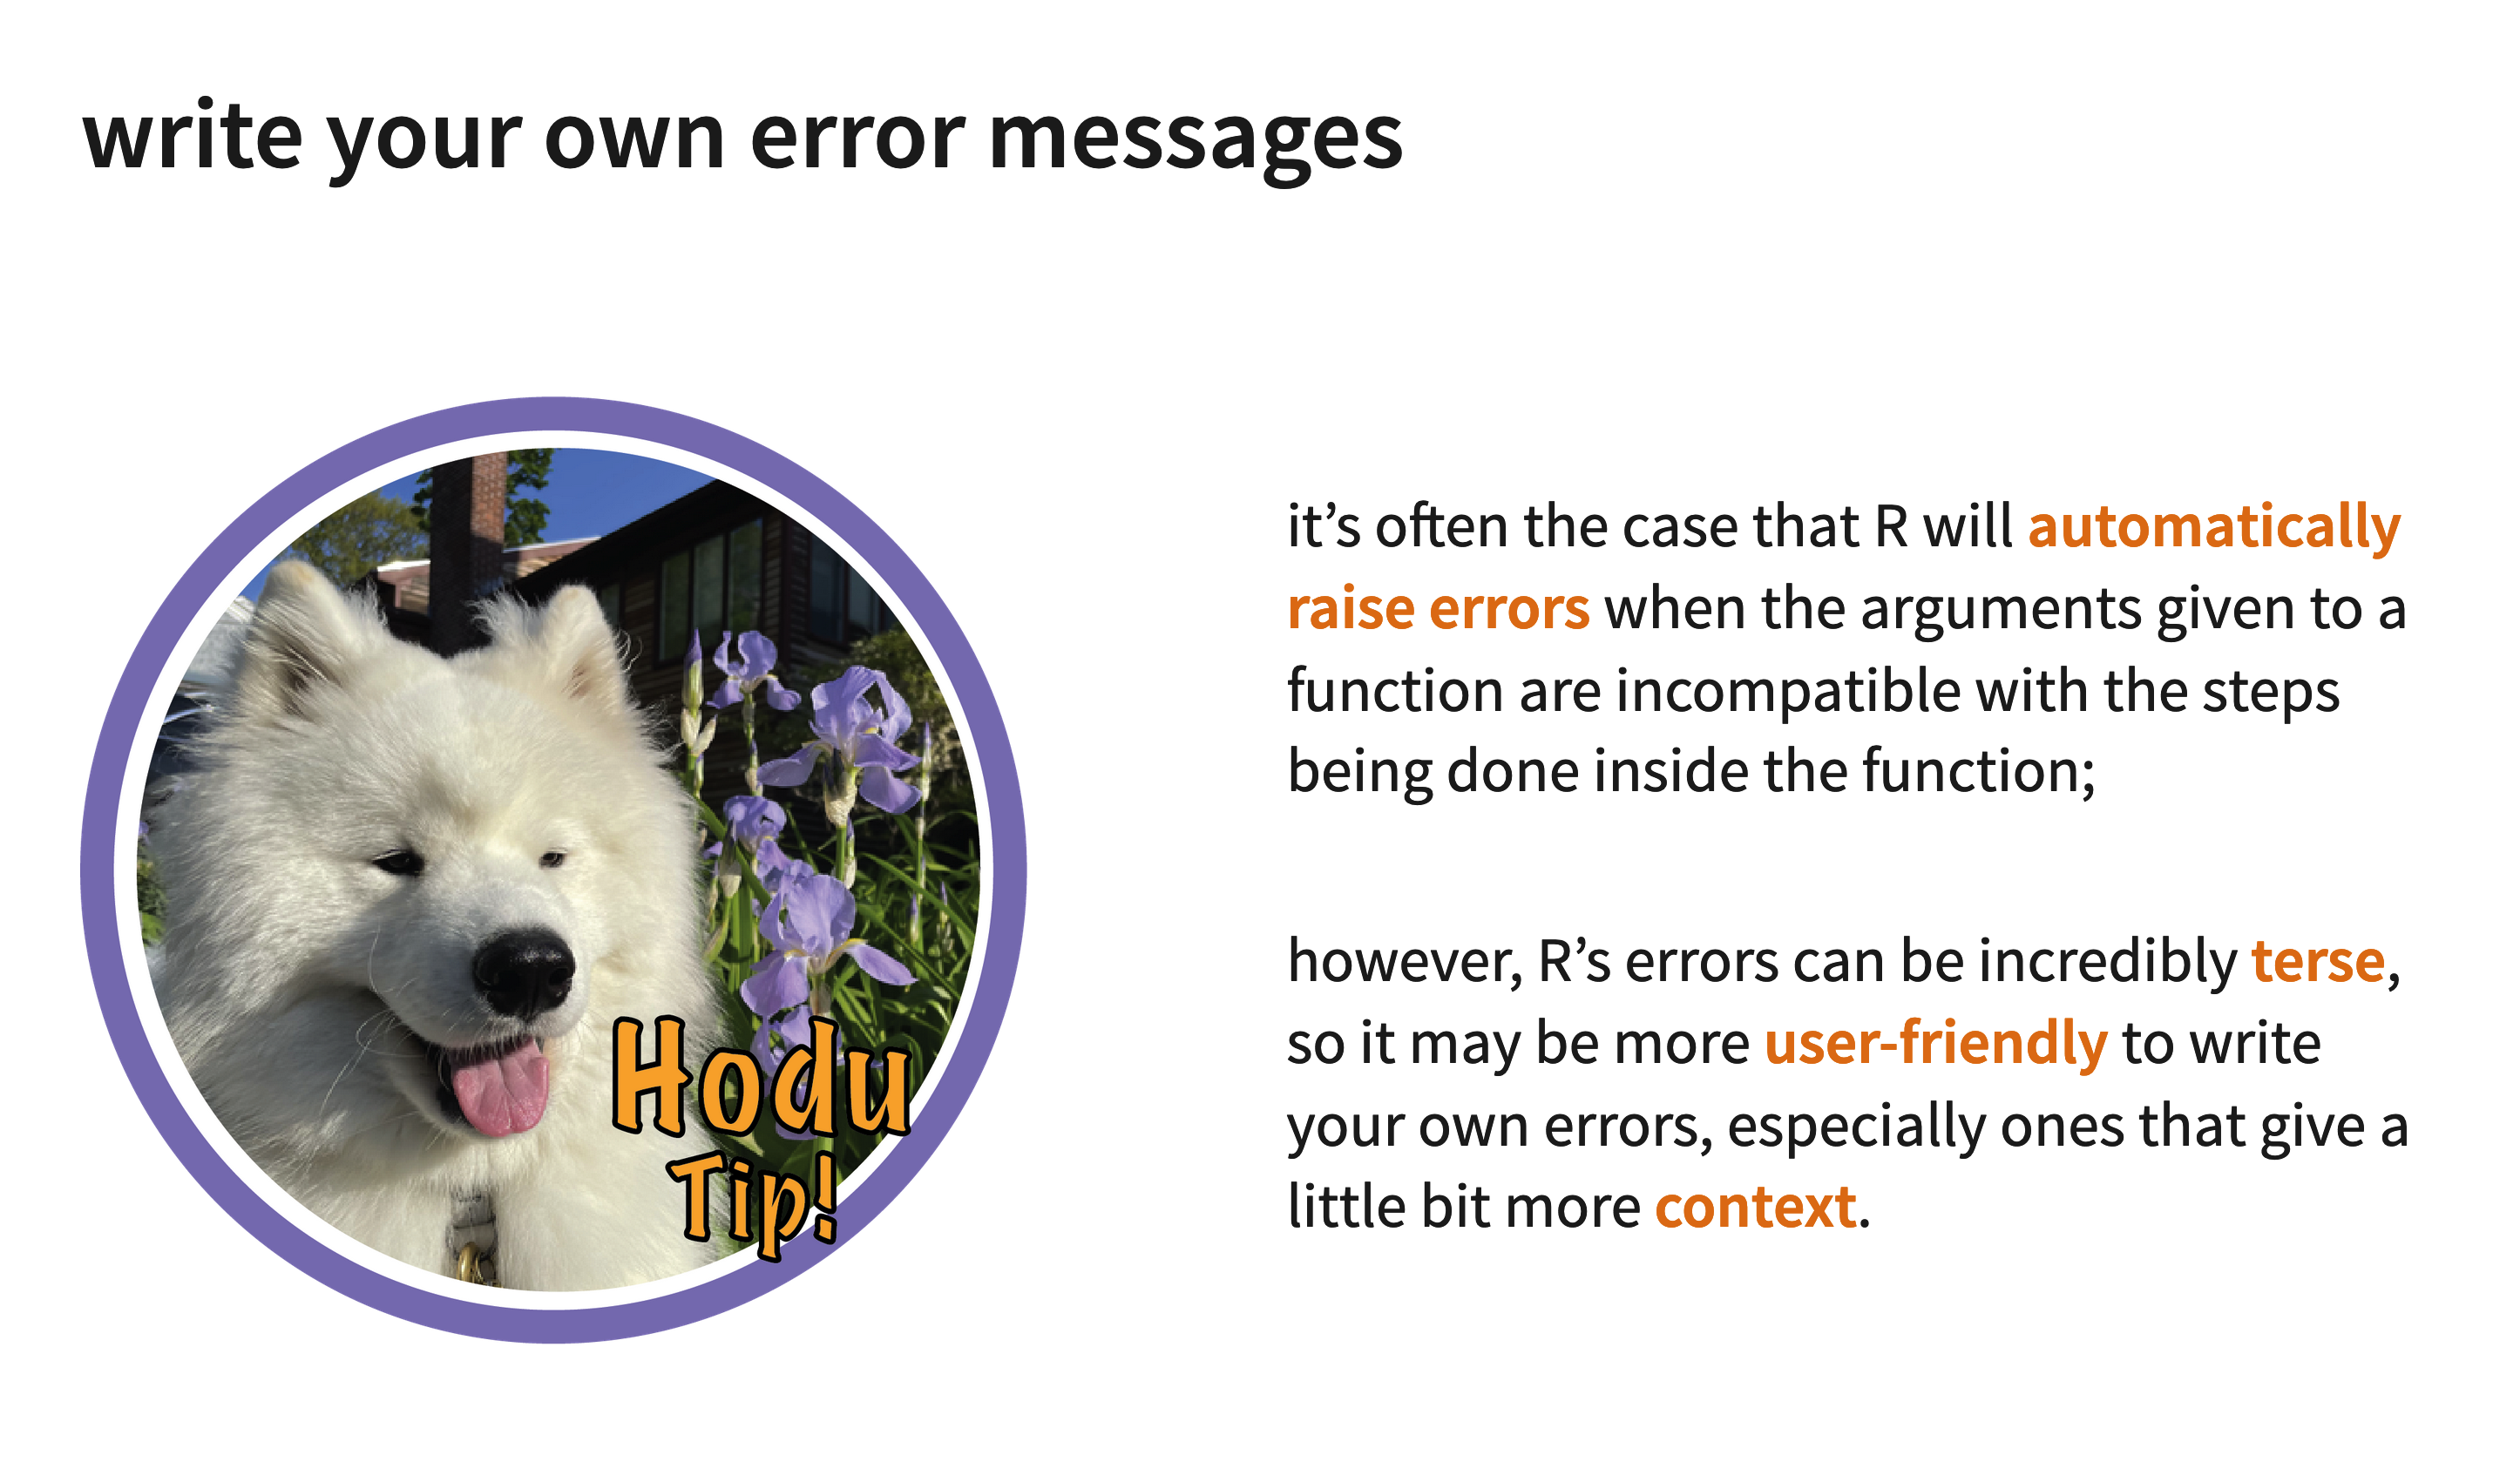 write your own error messages
Hodu
Tip!
it’s often the case that R will automatically
raise errors when the arguments given to a
function are incompatible with the steps
being done inside the function;
however, R’s errors can be incredibly terse,
so it may be more user-friendly to write
your own errors, especially ones that give a
little bit more context.